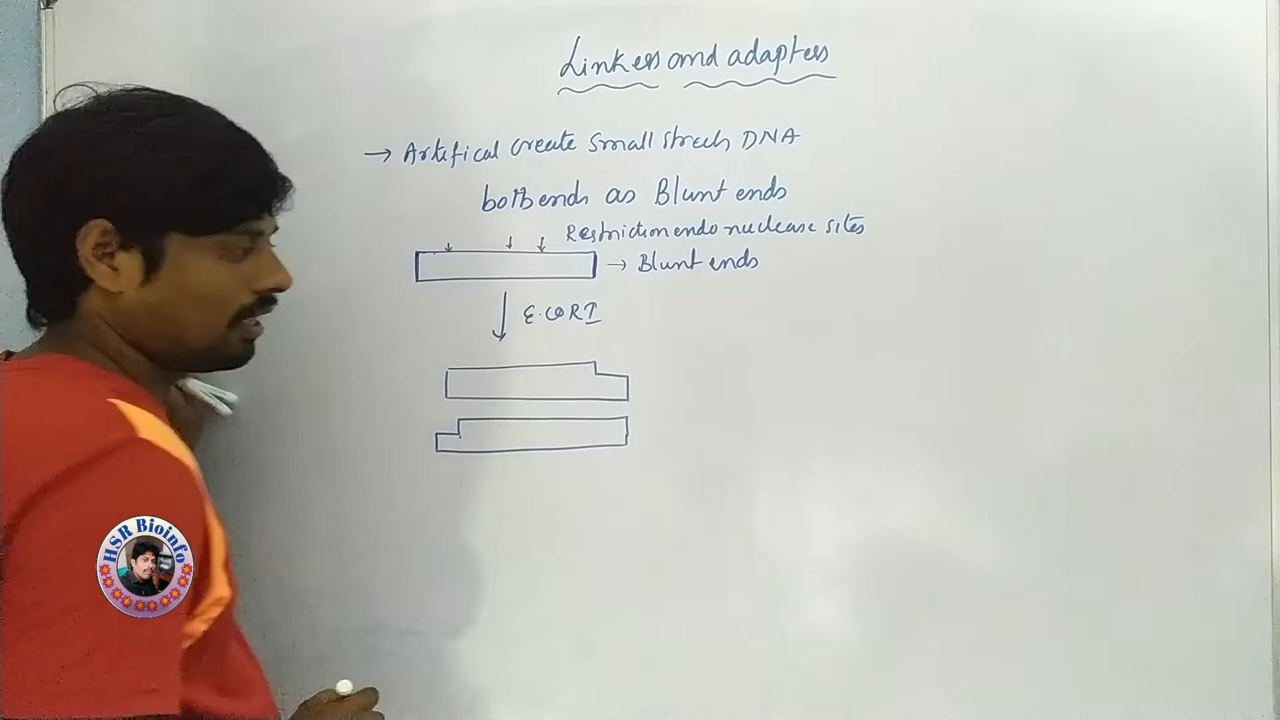 Linkers and adapters
→ Artifical create small strech DNA
both ends as Blunt ends
Restriction endo nuclease sites
→ Blunt ends
E.coRI
HSR Bioinfo